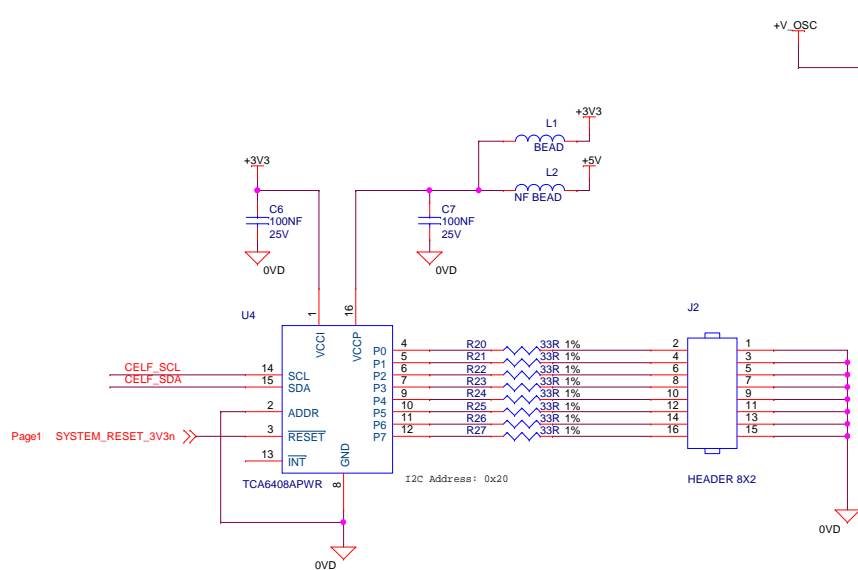 +V_OSC
+3V3
L1
BEAD
+3V3
+5V
L2
NF BEAD
C6
100NF
25V
C7
100NF
25V
0VD
0VD
U4
1
16
J2
VCCI
VCCP
4 R20 33R 1% 2 1
P0
5 R21 33R 1% 4 3
P1
CELF_SCL 14 SCL
6 R22 33R 1% 6 5
P2
CELF_SDA 15 SDA
7 R23 33R 1% 8 7
P3
9 R24 33R 1% 10 9
P4
2 ADDR
10 R25 33R 1% 12 11
P5
11 R26 33R 1% 14 13
P6
Page1 SYSTEM_RESET_3V3n 3 RESET
12 R27 33R 1% 16 15
P7
13 INT
GND
TCA6408APWR
8
I2C Address: 0x20
HEADER 8X2
0VD
0VD